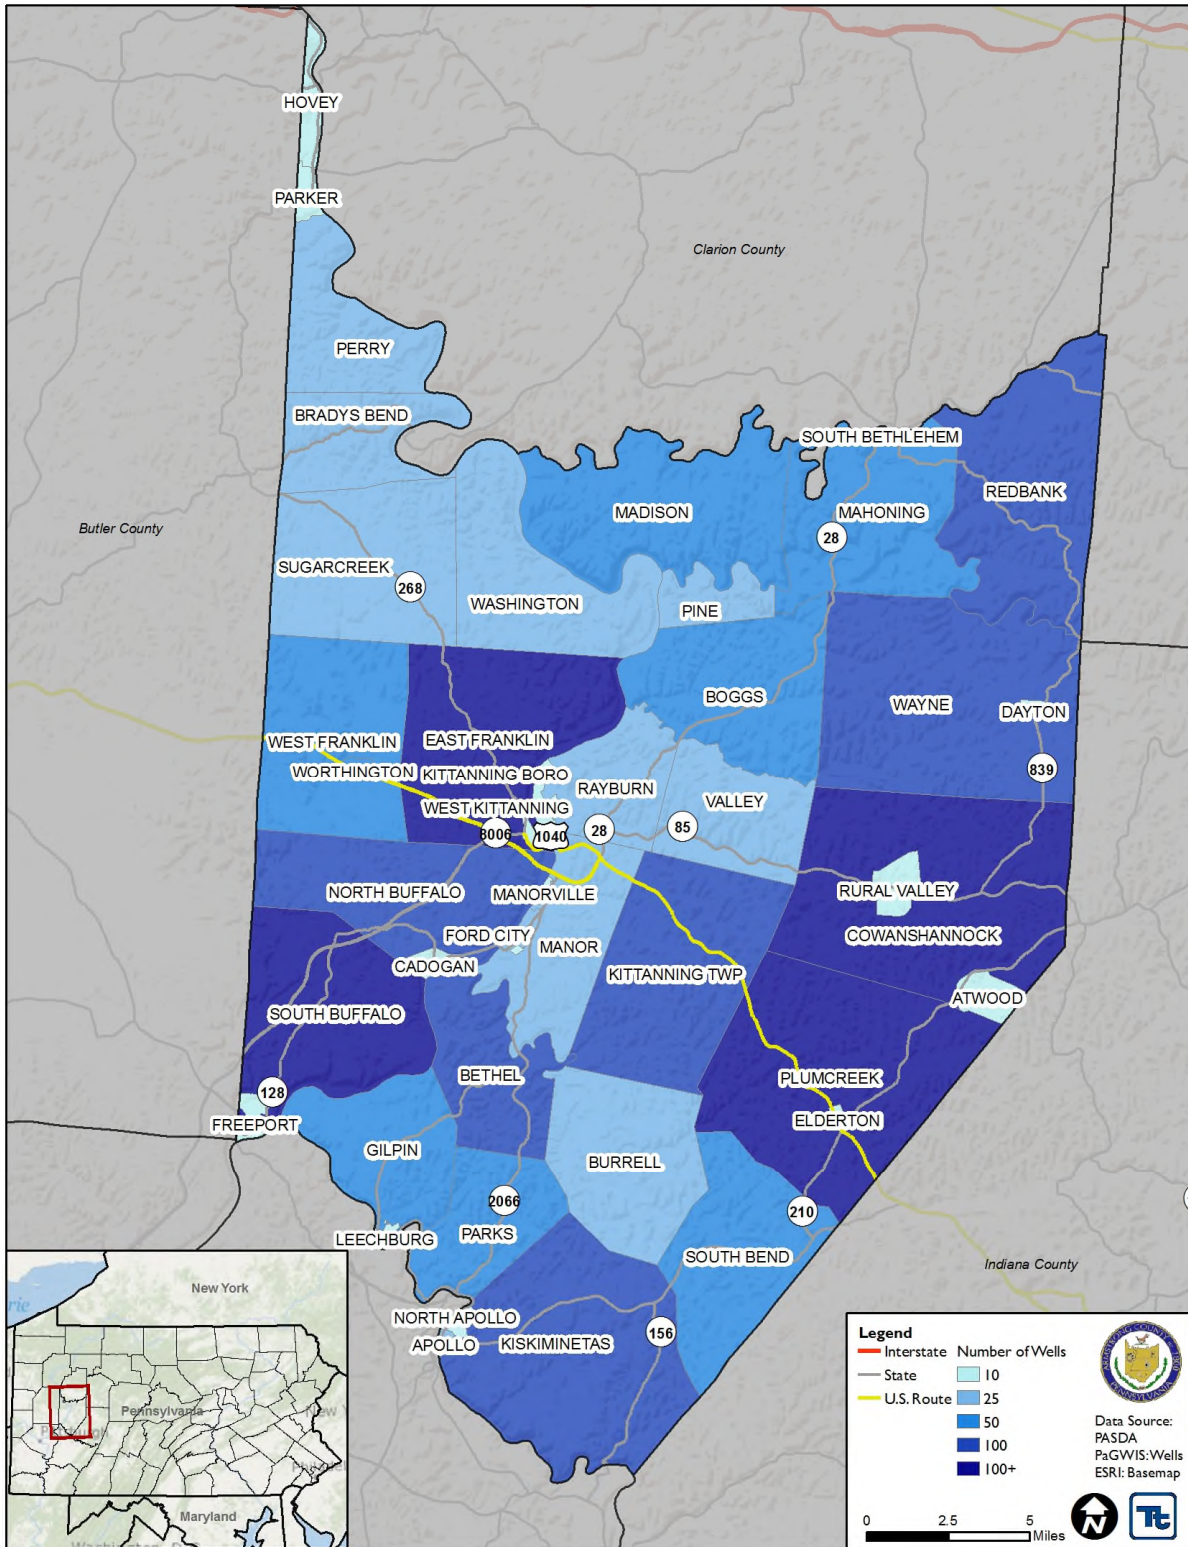 HOVEY
PARKER
Clarion County
PERRY
BRADYS BEND
SOUTH BETHLEHEM
REDBANK
MADISON
MAHONING
Butler County
28
SUGARCREEK
268
WASHINGTON
PINE
BOGGS
WAYNE
DAYTON
WEST FRANKLIN
EAST FRANKLIN
WORTHINGTON
KITTANNING BORO
839
RAYBURN
VALLEY
WEST KITTANNING
8006
1040
28
85
NORTH BUFFALO
MANORVILLE
RURAL VALLEY
FORD CITY
MANOR
COWANSHANNOCK
CADOGAN
KITTANNING TWP
ATWOOD
SOUTH BUFFALO
BETHEL
PLUMCREEK
128
FREEPORT
ELDERTON
GILPIN
BURRELL
2066
210
LEECHBURG
PARKS
SOUTH BEND
Indiana County
NORTH APOLLO
APOLLO
KISKIMINETAS
156
New York
Pennsylvania
Maryland
Legend
Interstate
State
U.S. Route
Number of Wells
10
25
50
100
100+
ARMSTRONG COUNTY
PENNSYLVANIA
Data Source:
PASDA
PaGWIS:Wells
ESRI: Basemap
N
Tt
0 2.5 5
Miles